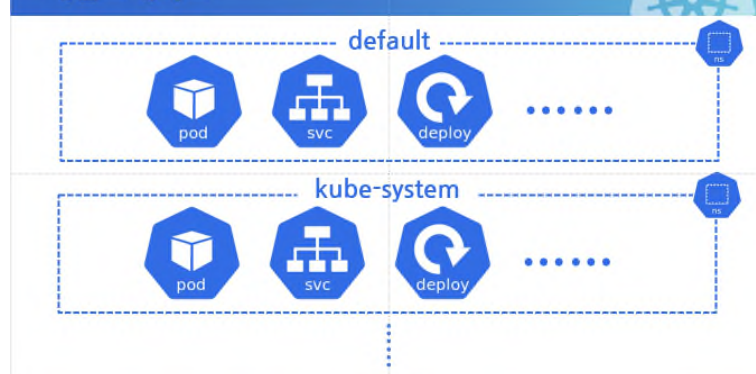 default
ns
pod svc deploy ......
kube-system
ns
pod svc deploy ......